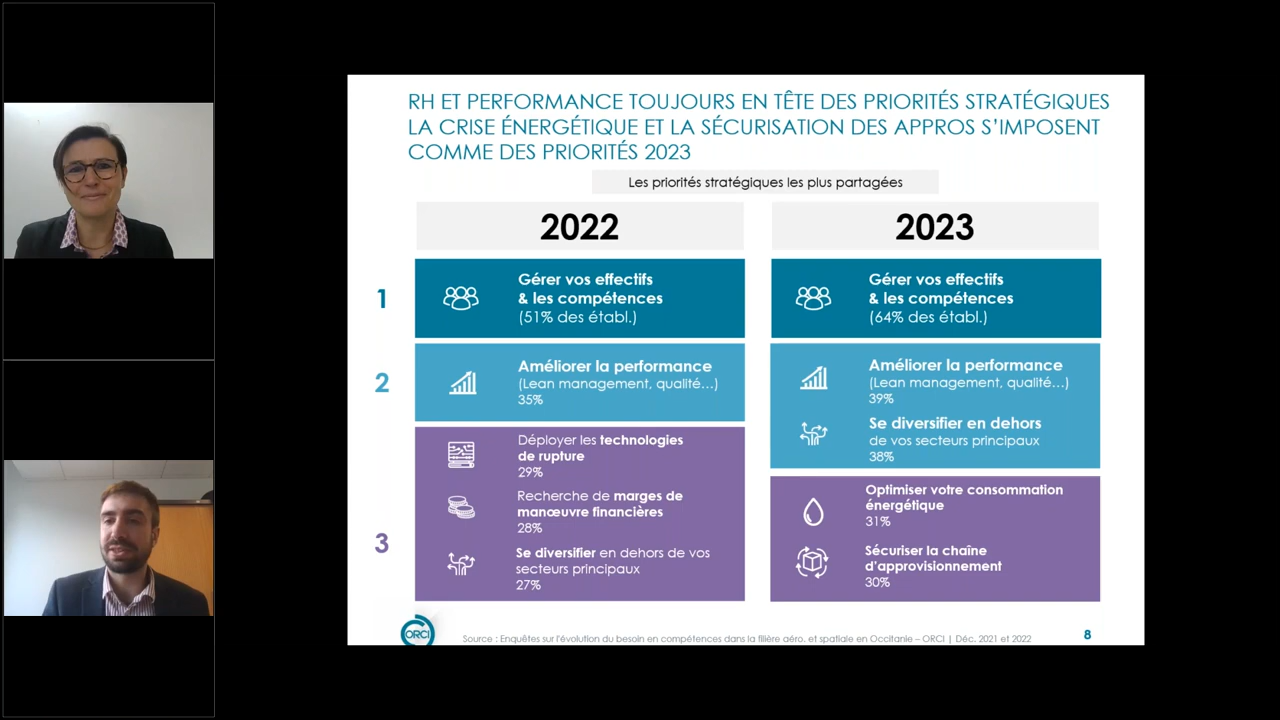 RH ET PERFORMANCE TOUJOURS EN TÊTE DES PRIORITÉS STRATÉGIQUES
LA CRISE ÉNERGÉTIQUE ET LA SÉCURISATION DES APPROS S'IMPOSENT
COMME DES PRIORITÉS 2023
Les priorités stratégiques les plus partagées
2022
2023
1
Gérer vos effectifs
& les compétences
(51% des établ.)
Gérer vos effectifs
& les compétences
(64% des établ.)
2
Améliorer la performance
(Lean management, qualité...)
35%
Améliorer la performance
(Lean management, qualité...)
39%
Se diversifier en dehors
de vos secteurs principaux
38%
3
Déployer les technologies
de rupture
29%
Recherche de marges de
manœuvre financières
28%
Se diversifier en dehors de vos
secteurs principaux
27%
Optimiser votre consommation
énergétique
31%
Sécuriser la chaîne
d'approvisionnement
30%
ORCI
Source : Enquêtes sur l'évolution du besoin en compétences dans la filière aéro. et spatiale en Occitanie – ORCI | Déc. 2021 et 2022
8